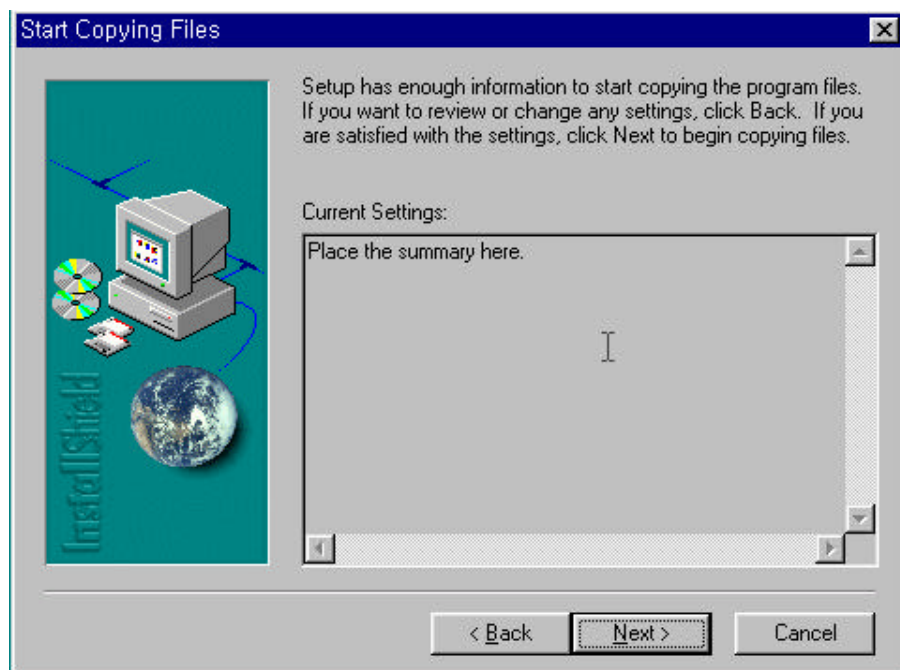 Start Copying Files
Setup has enough information to start copying the program files.
If you want to review or change any settings, click Back. If you
are satisfied with the settings, click Next to begin copying files.
Current Settings:
Place the summary here.
InstallShield
< Back
Next >
Cancel